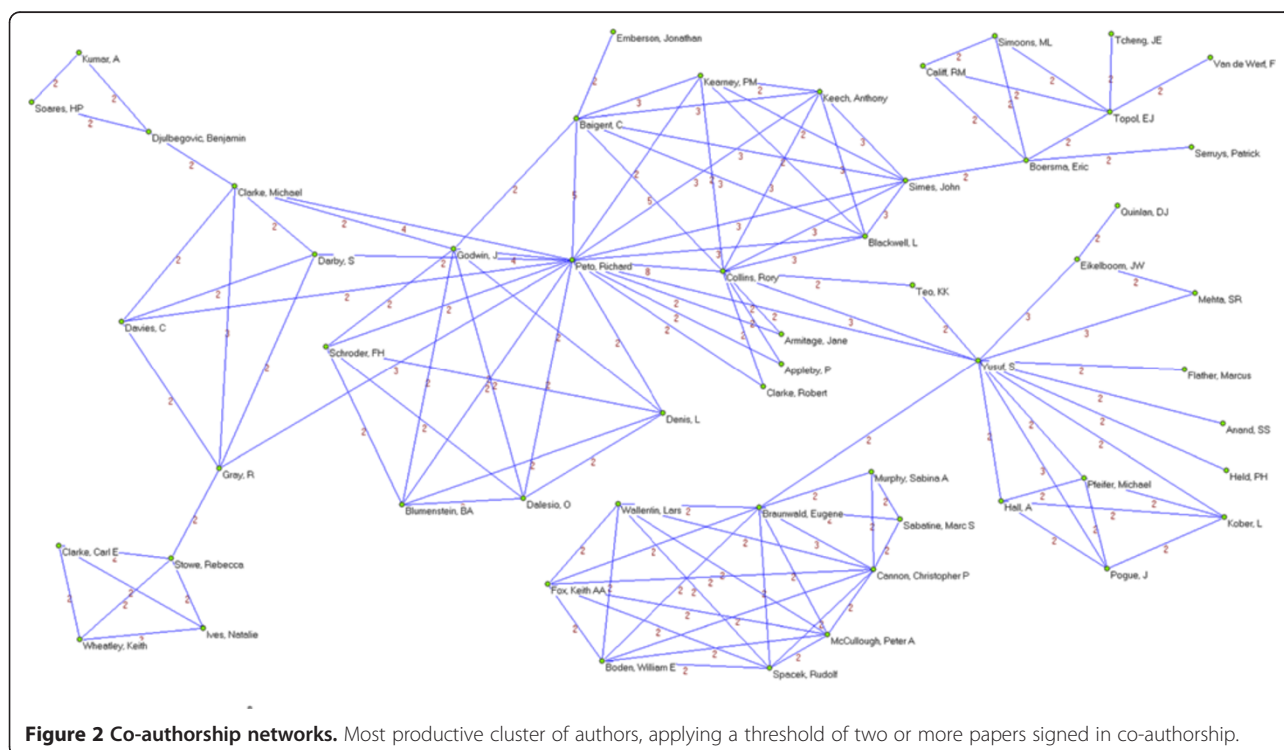 Emberson, Jonathan
Simoons, ML
Tcheng, JE
Kumar, A
Van de Werf, F
Califf, RM
Kearney, PM
Keech, Anthony
Soares, HP
Topol, EJ
Baigent, C
Djulbegovic, Benjamin
Serruys, Patrick
Boersma, Eric
Simes, John
Clarke, Michael
Quinlan, DJ
Blackwell, L
Darby, S
Godwin, J
Peto, Richard
Eikelboom, JW
Collins, Rory
Teo, KK
Mehta, SR
Davies, C
Armitage, Jane
Schroder, FH
Yusuf, S
Appleby, P
Flather, Marcus
Clarke, Robert
Denis, L
Anand, SS
Gray, R
Held, PH
Murphy, Sabina A
Pfeifer, Michael
Blumenstein, BA
Dalesio, O
Wallentin, Lars
Braunwald, Eugene
Hall, A
Kober, L
Sabatine, Marc S
Clarke, Carl E
Stowe, Rebecca
Cannon, Christopher P
Pogue, J
Fox, Keith AA
Ives, Natalie
McCullough, Peter A
Wheatley, Keith
Boden, William E
Spacek, Rudolf
Figure 2 Co-authorship networks. Most productive cluster of authors, applying a threshold of two or more papers signed in co-authorship.